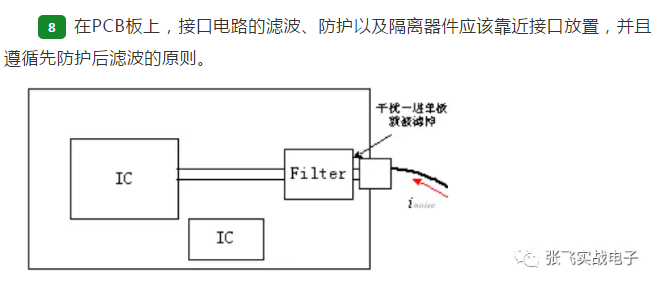 8 在PCB板上，接口电路的滤波、防护以及隔离器件应该靠近接口放置，并且
遵循先防护后滤波的原则。
干扰一进单板
就被滤掉
IC
Filter
i noise
IC
张飞实战电子